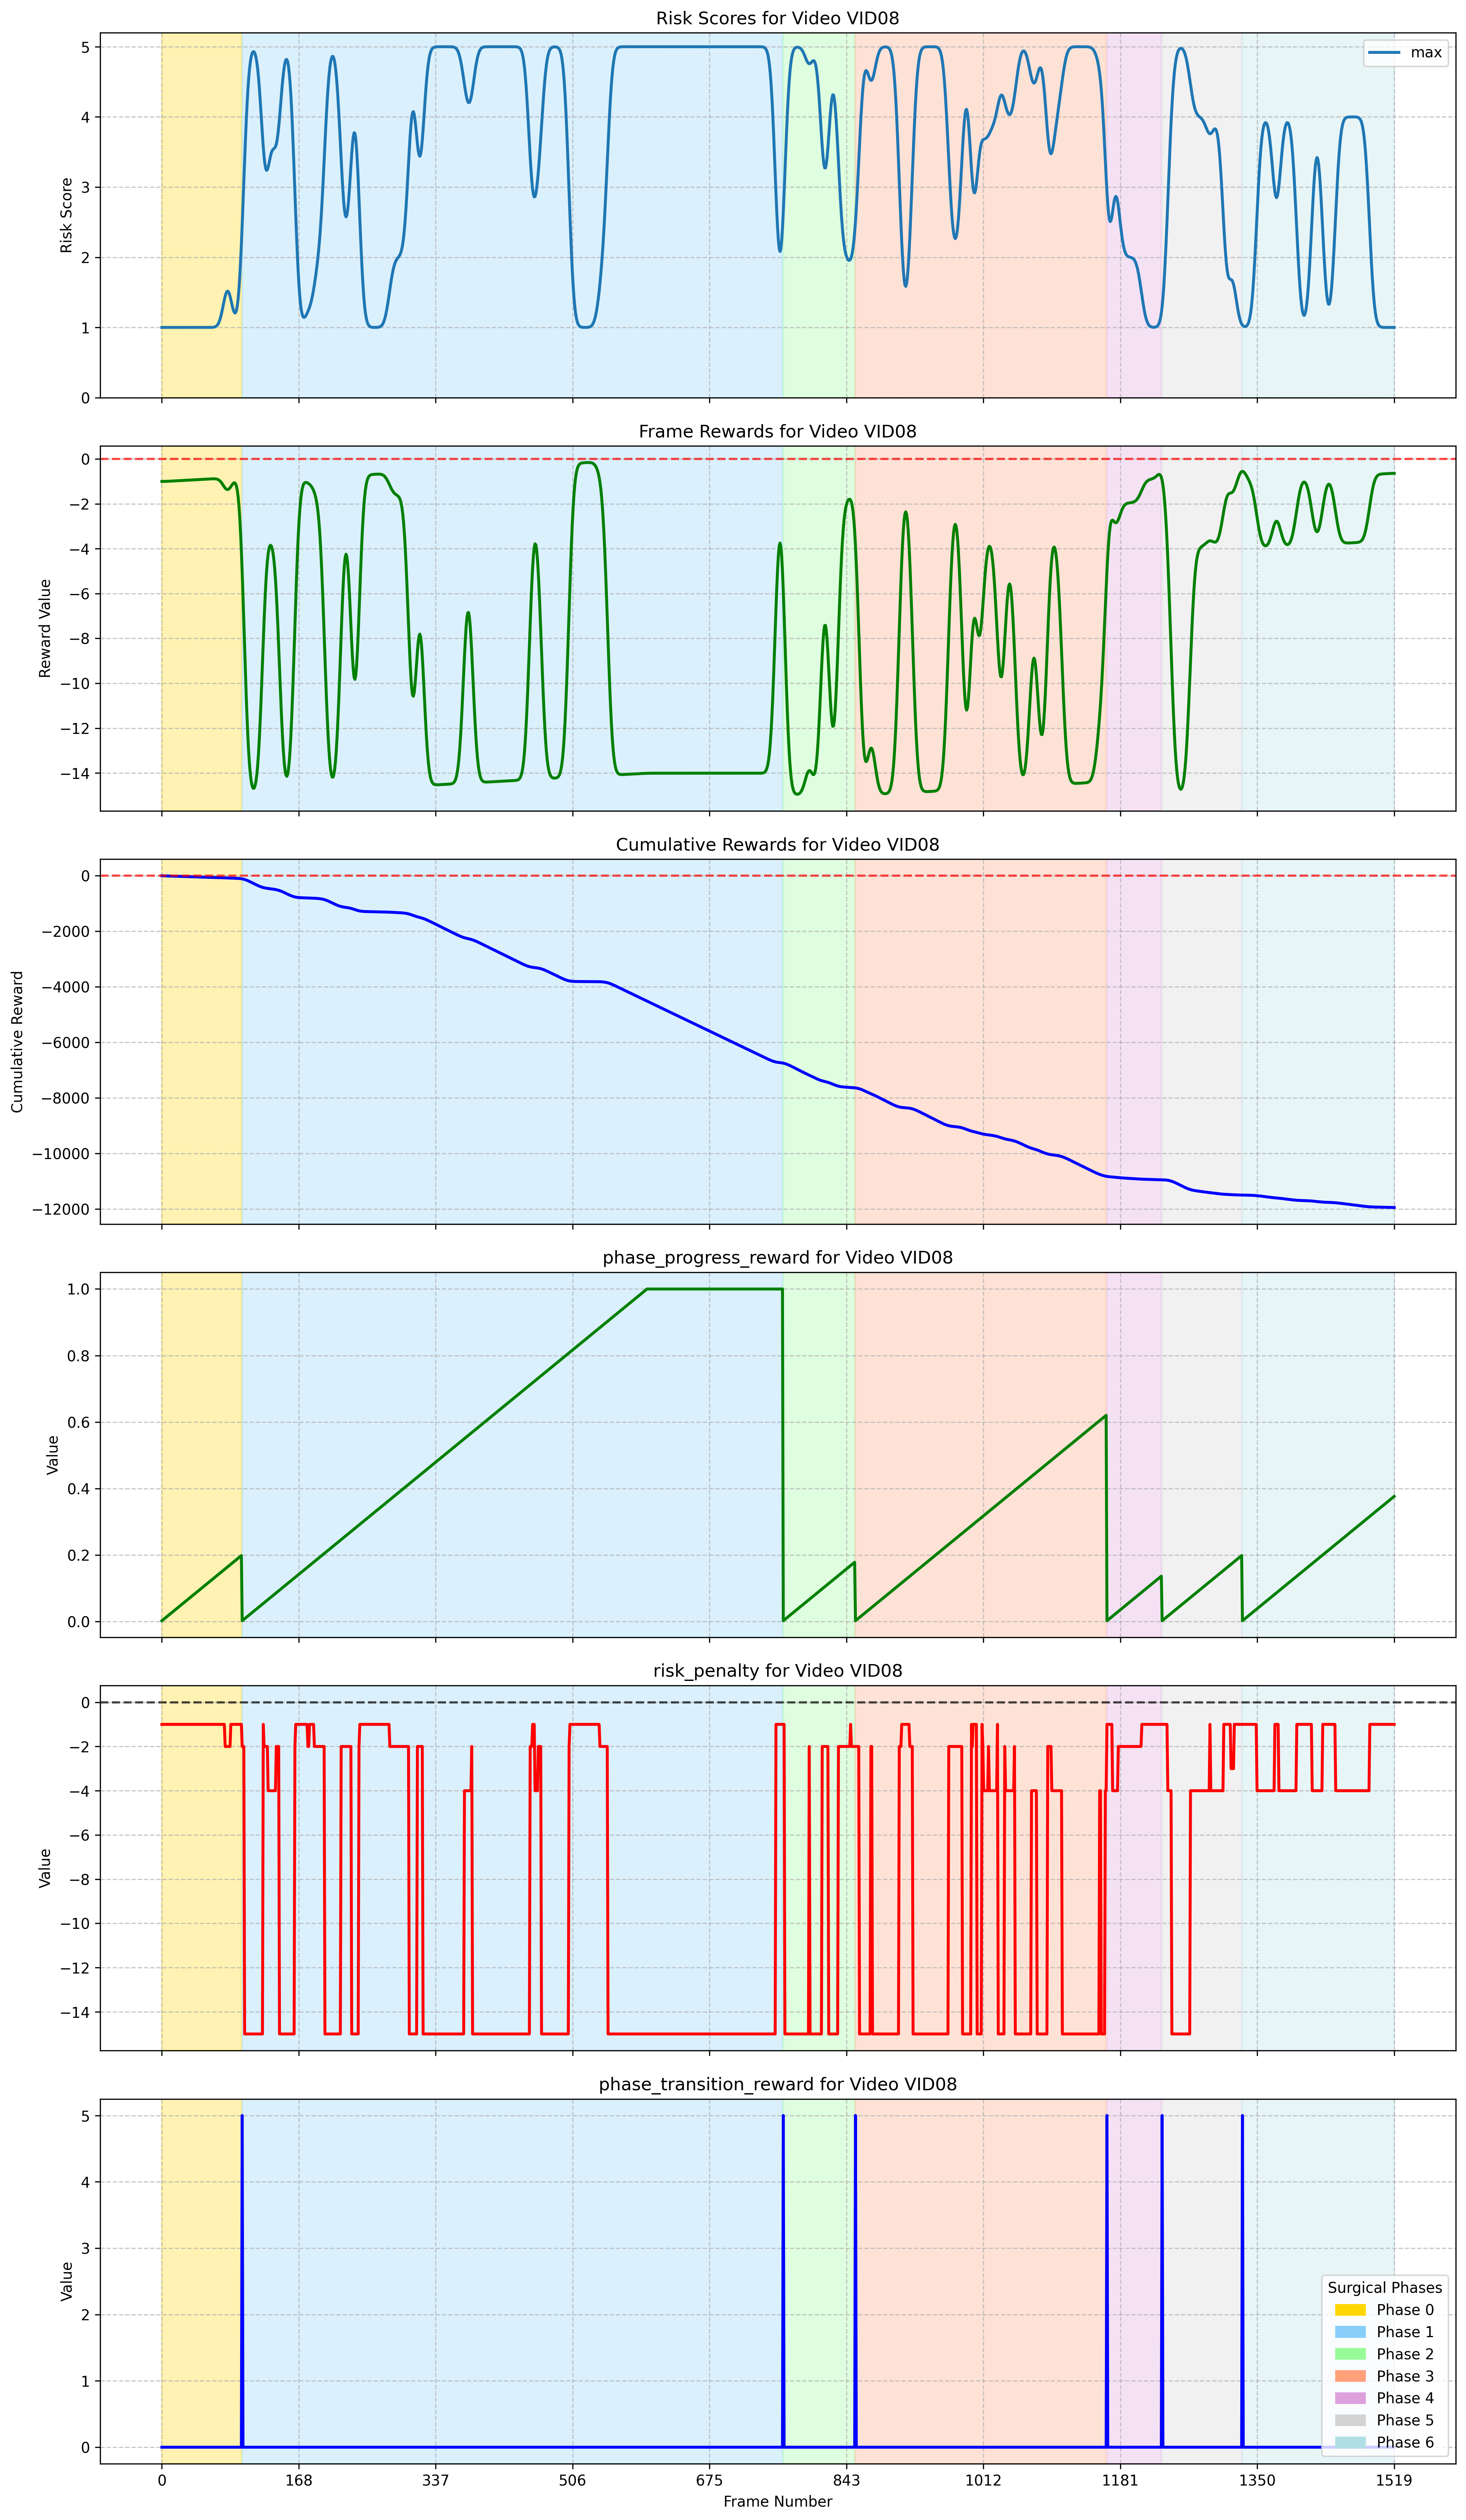 Risk Scores for Video VID08
5
4
3
2
1
0
Risk Score
max
Frame Rewards for Video VID08
0
−2
−4
−6
−8
−10
−12
−14
Reward Value
Cumulative Rewards for Video VID08
0
−2000
−4000
−6000
−8000
−10000
−12000
Cumulative Reward
phase_progress_reward for Video VID08
1.0
0.8
0.6
0.4
0.2
0.0
Value
risk_penalty for Video VID08
0
−2
−4
−6
−8
−10
−12
−14
Value
phase_transition_reward for Video VID08
5
4
3
2
1
0
Value
Surgical Phases
Phase 0
Phase 1
Phase 2
Phase 3
Phase 4
Phase 5
Phase 6
0 168 337 506 675 843 1012 1181 1350 1519
Frame Number